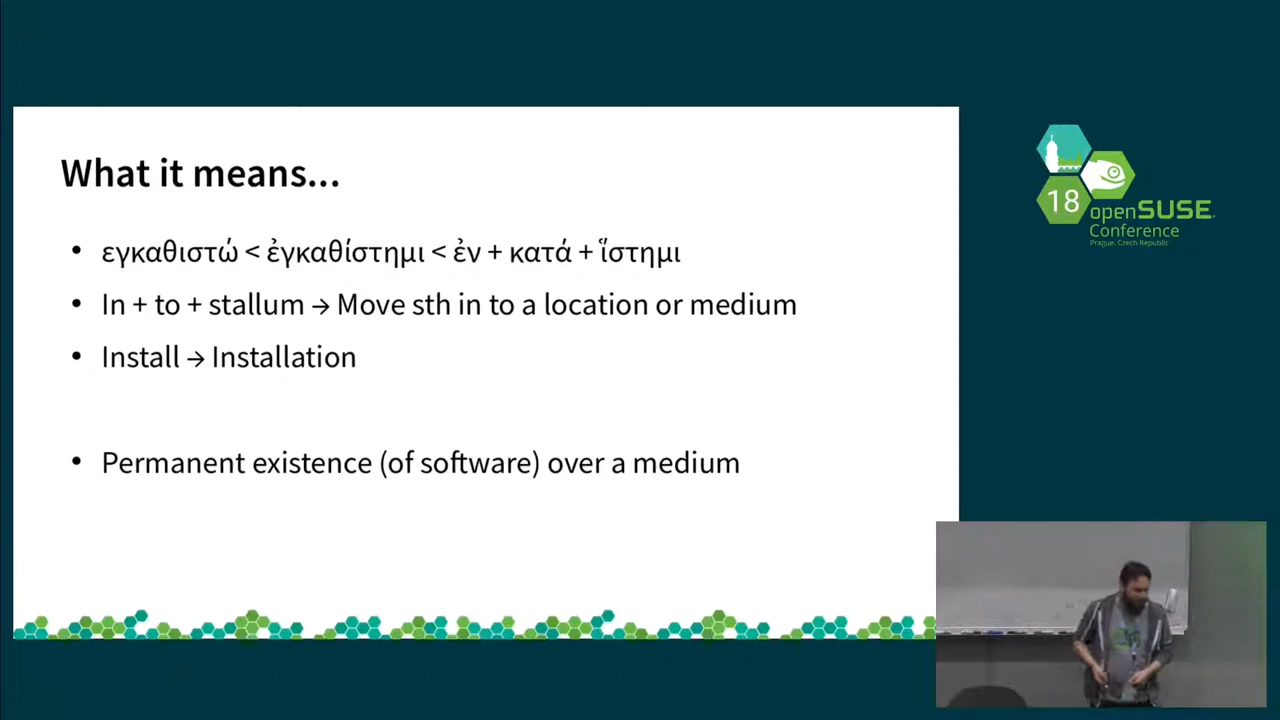 What it means...
• εγκαθιστώ < ἐγκαθίστημι < ἐν + κατά + ἵστημι
• In + to + stallum → Move sth in to a location or medium
• Install → Installation
• Permanent existence (of software) over a medium
18
openSUSE
Conference
Prague, Czech Republic